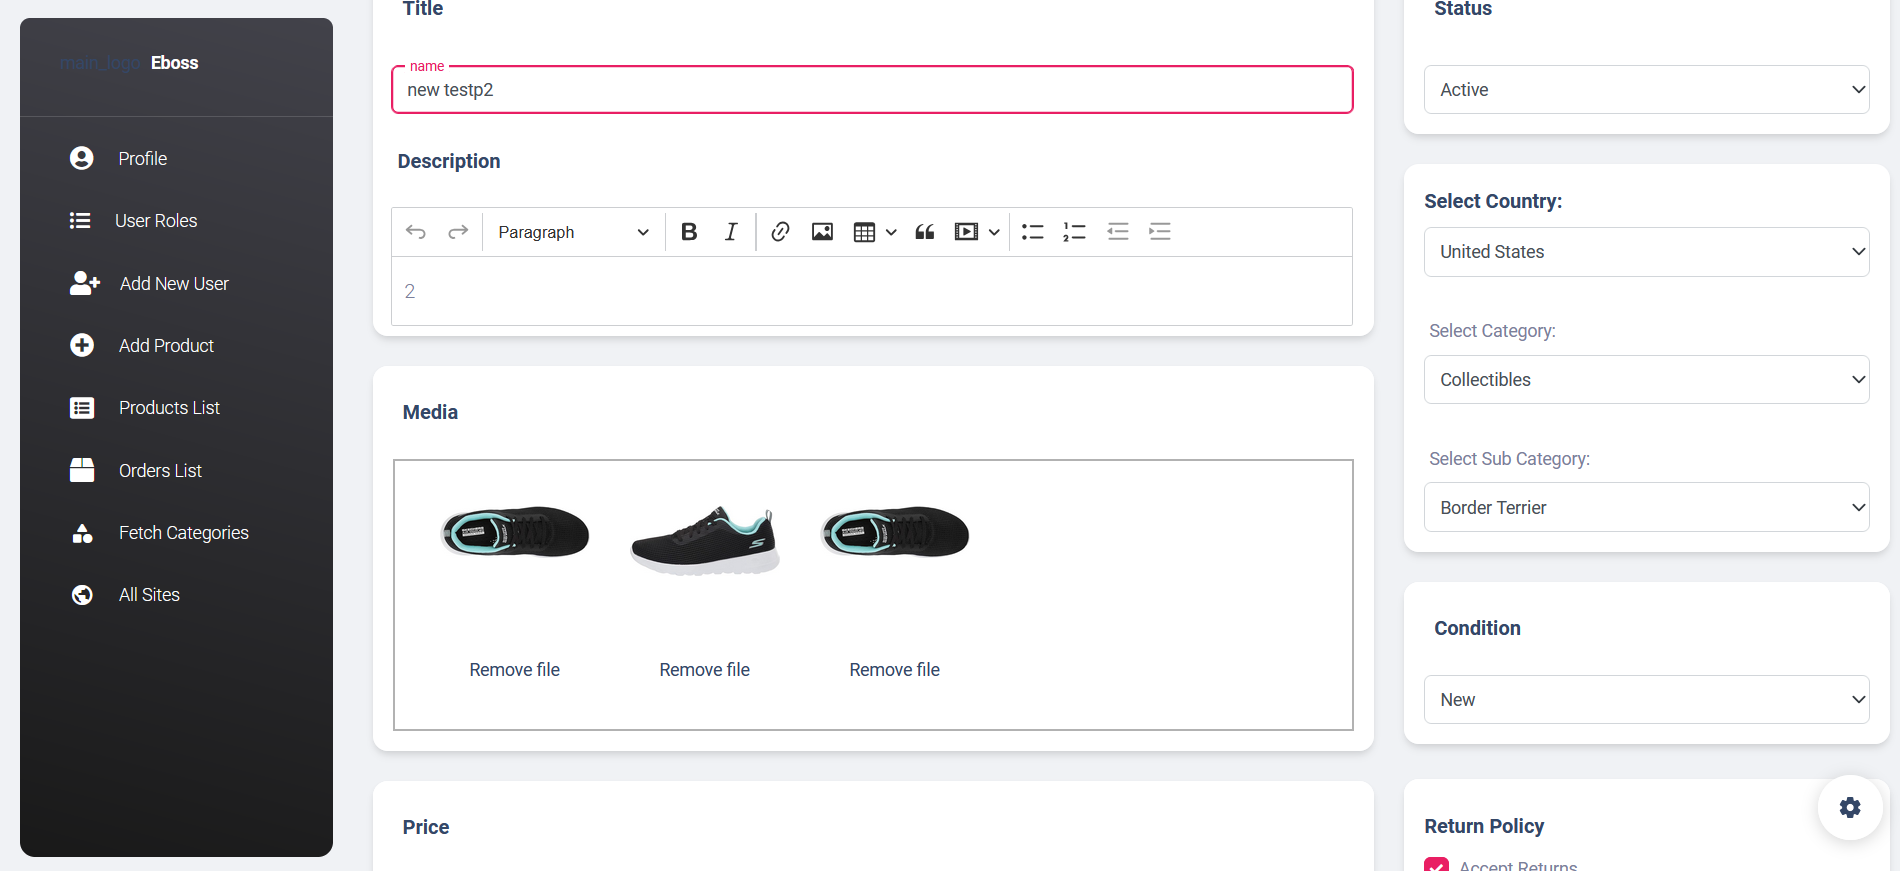 main_logo Eboss
Profile
User Roles
Add New User
Add Product
Products List
Orders List
Fetch Categories
All Sites
Title
name
new testp2
Description
Paragraph
2
Media
Remove file Remove file Remove file
Price
Status
Active
Select Country:
United States
Select Category:
Collectibles
Select Sub Category:
Border Terrier
Condition
New
Return Policy
Accept Returns